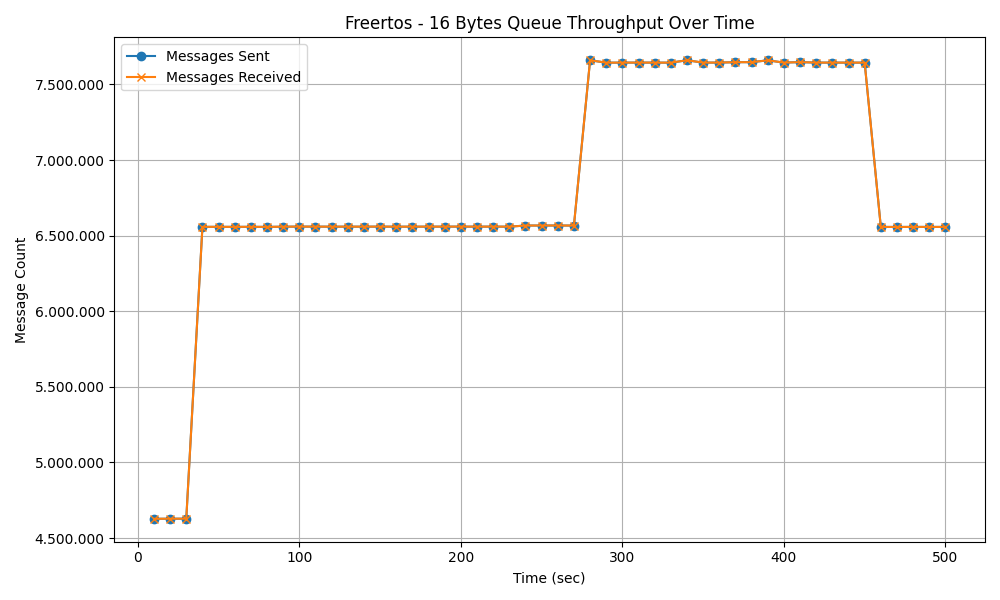 Freertos - 16 Bytes Queue Throughput Over Time
Messages Sent
Messages Received
Message Count
7.500.000
7.000.000
6.500.000
6.000.000
5.500.000
5.000.000
4.500.000
0 100 200 300 400 500
Time (sec)